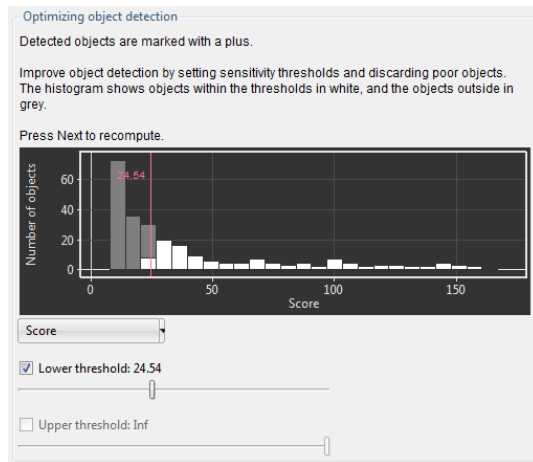 Optimizing object detection
Detected objects are marked with a plus.
Improve object detection by setting sensitivity thresholds and discarding poor objects.
The histogram shows objects within the thresholds in white, and the objects outside in
grey.
Press Next to recompute.
Number of objects
60
40
20
0
24.54
0
50
100
150
Score
Score
Lower threshold: 24.54
Upper threshold: Inf